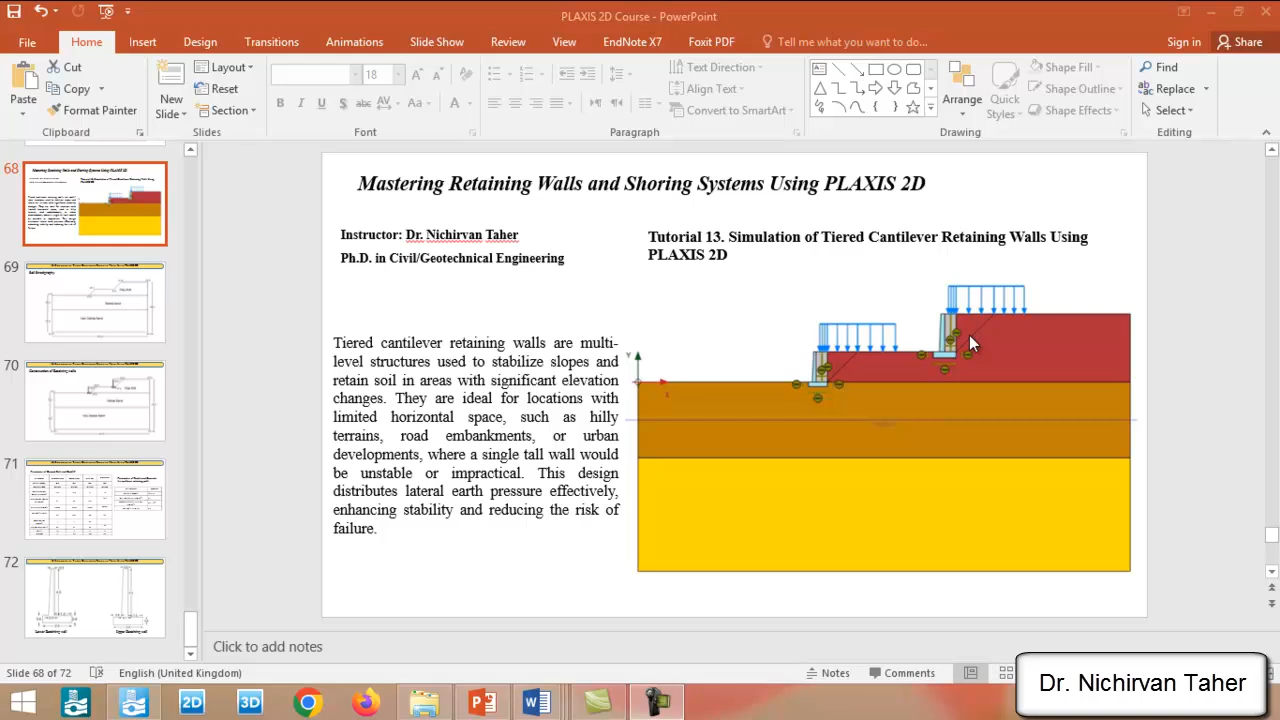 PLAXIS 2D Course - PowerPoint
File Home Insert Design Transitions Animations Slide Show Review View EndNote X7 Foxit PDF Tell me what you want to do... Sign in Share
Paste
Cut
Copy
Format Painter
Clipboard
New Slide
Layout
Reset
Section
Slides
18
B I U S abc AV Aa A
Font
Text Direction
Align Text
Convert to SmartArt
Paragraph
Arrange
Quick Styles
Shape Fill
Shape Outline
Shape Effects
Drawing
Find
Replace
Select
Editing
68
69
70
71
72
Mastering Retaining Walls and Shoring Systems Using PLAXIS 2D
Instructor: Dr. Nichirvan Taher
Ph.D. in Civil/Geotechnical Engineering
Tutorial 13. Simulation of Tiered Cantilever Retaining Walls Using
PLAXIS 2D
Tiered cantilever retaining walls are multi-
level structures used to stabilize slopes and
retain soil in areas with significant elevation
changes. They are ideal for locations with
limited horizontal space, such as hilly
terrains, road embankments, or urban
developments, where a single tall wall would
be unstable or impractical. This design
distributes lateral earth pressure effectively,
enhancing stability and reducing the risk of
failure.
Click to add notes
Slide 68 of 72 English (United Kingdom) Notes Comments
2D 3D
Dr. Nichirvan Taher